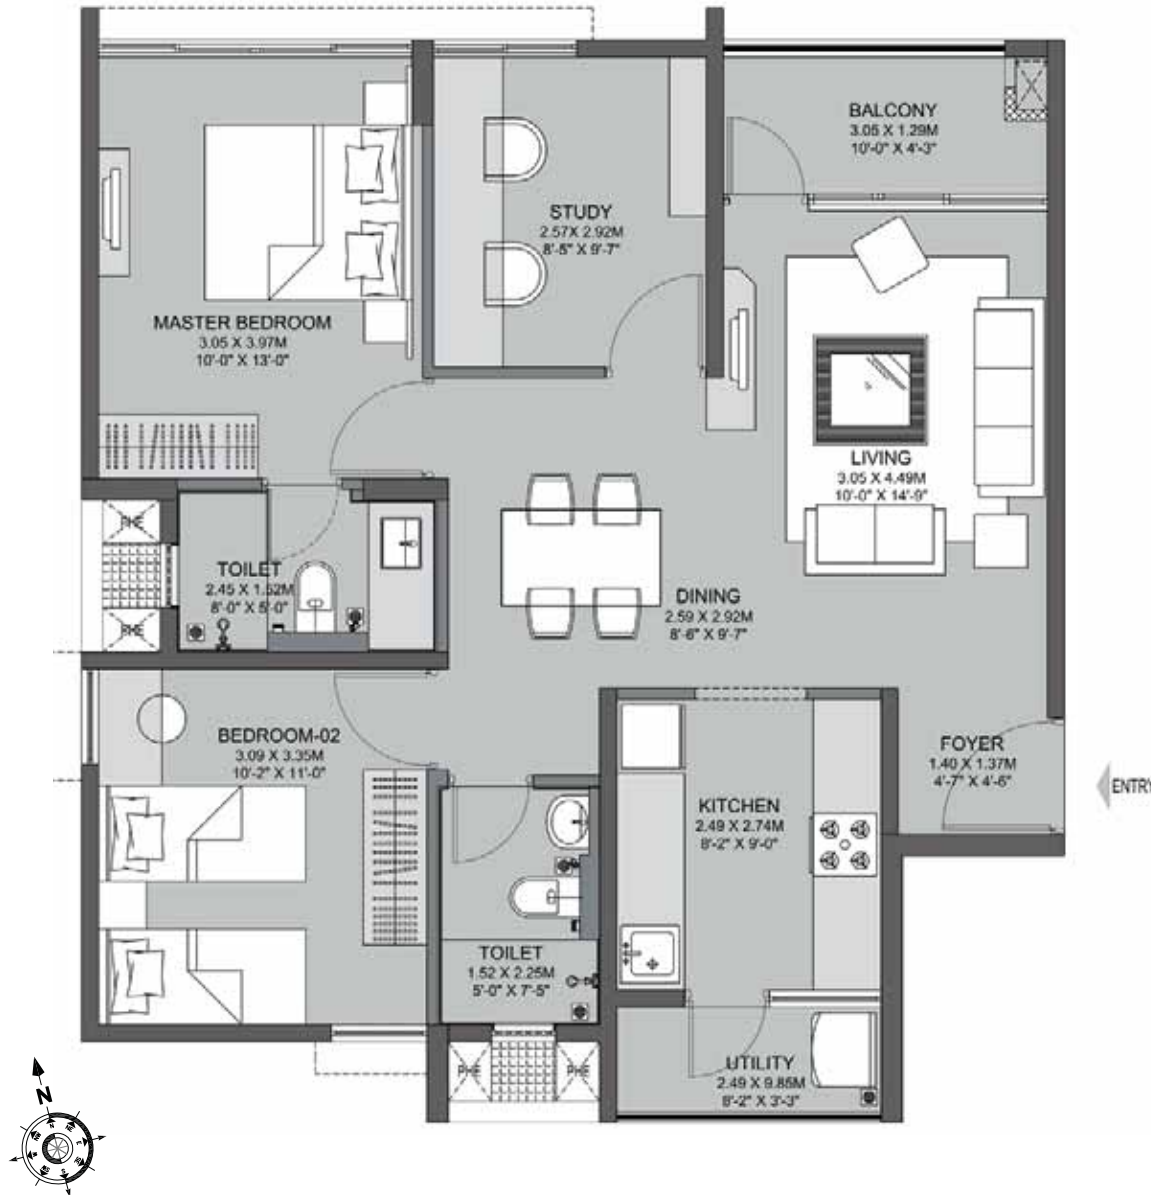 BALCONY
3.05 X 1.29M
10'-0" X 4'-3"
STUDY
2.57X 2.92M
8'-5" X 9'-7"
MASTER BEDROOM
3.05 X 3.97M
10'-0" X 13'-0"
LIVING
3.05 X 4.49M
10'-0" X 14'-9"
PHE
TOILET
2.45 X 1.52M
8'-0" X 5'-0"
PHE
DINING
2.59 X 2.92M
8'-6" X 9'-7"
BEDROOM-02
3.09 X 3.35M
10'-2" X 11'-0"
FOYER
1.40 X 1.37M
4'-7" X 4'-6"
ENTRY
KITCHEN
2.49 X 2.74M
8'-2" X 9'-0"
TOILET
1.52 X 2.25M
5'-0" X 7'-5"
PHE
PHE
UTILITY
2.49 X 9.85M
8'-2" X 3'-3"
N